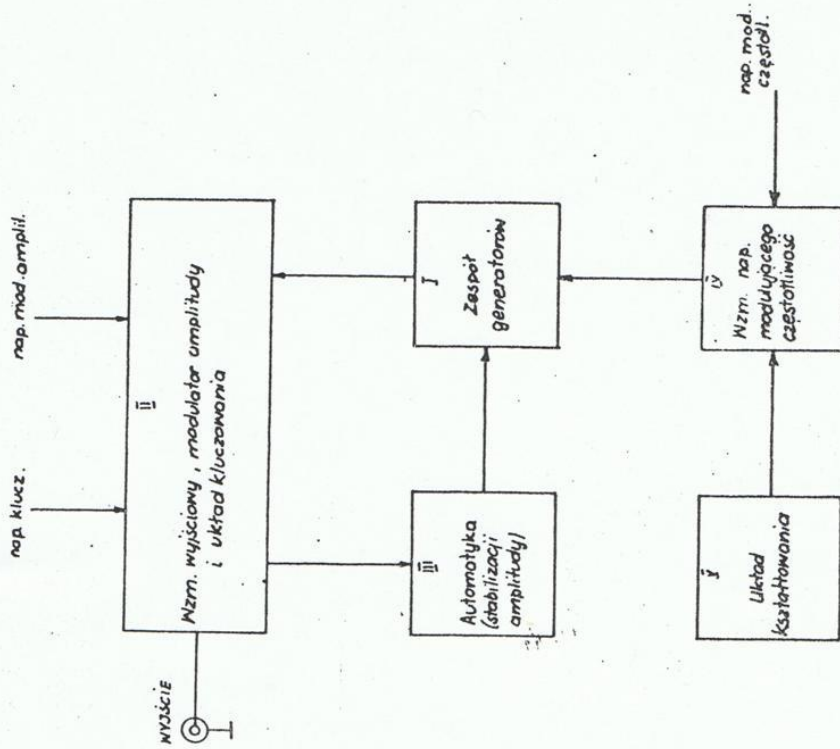 nap. klucz.
nap. mod. amplit.
WYJŚCIE
II
Wzm. wyjściowy, modulator amplitudy
i układ kluczowania
III
Automatyka
(stabilizacji
amplitudy)
I
Zespół
generatorów
V
Układ
kształtowania
IV
Wzm. nap.
modulującego
częstotliwość
nap. mod.
częstotl.